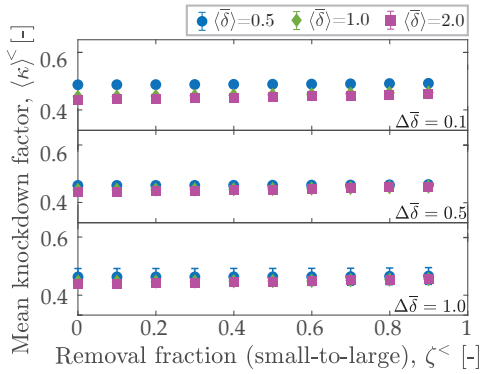 ⟨δ̅⟩=0.5 ⟨δ̅⟩=1.0 ⟨δ̅⟩=2.0
Mean knockdown factor, ⟨κ⟩^< [-]
0.6
0.4
Δδ̅ = 0.1
0.6
0.4
Δδ̅ = 0.5
0.6
0.4
Δδ̅ = 1.0
0 0.2 0.4 0.6 0.8 1
Removal fraction (small-to-large), ζ^< [-]